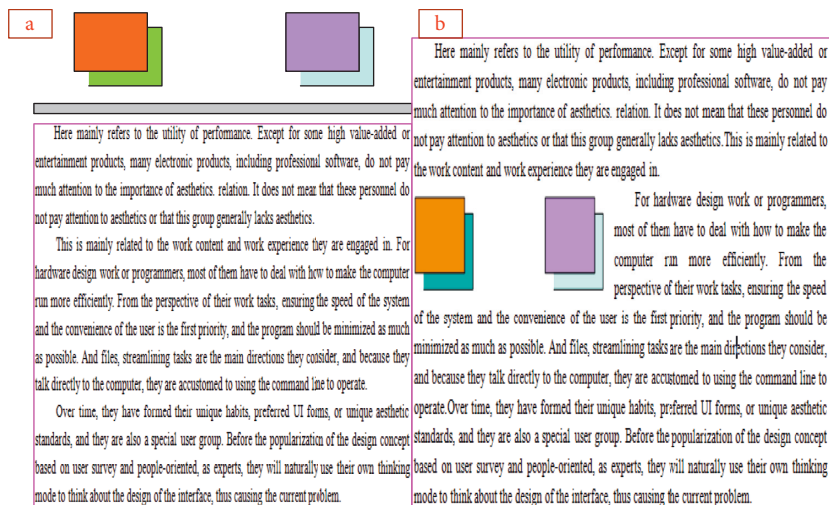 a
Here mainly refers to the utility of performance. Except for some high value-added or
entertainment products, many electronic products, including professional software, do not pay
much attention to the importance of aesthetics. relation. It does not mean that these personnel do
not pay attention to aesthetics or that this group generally lacks aesthetics.
This is mainly related to the work content and work experience they are engaged in. For
hardware design work or programmers, most of them have to deal with how to make the computer
run more efficiently. From the perspective of their work tasks, ensuring the speed of the system
and the convenience of the user is the first priority, and the program should be minimized as much
as possible. And files, streamlining tasks are the main directions they consider, and because they
talk directly to the computer, they are accustomed to using the command line to operate.
Over time, they have formed their unique habits, preferred UI forms, or unique aesthetic
standards, and they are also a special user group. Before the popularization of the design concept
based on user survey and people-oriented, as experts, they will naturally use their own thinking
mode to think about the design of the interface, thus causing the current problem.
b
Here mainly refers to the utility of performance. Except for some high value-added or
entertainment products, many electronic products, including professional software, do not pay
much attention to the importance of aesthetics. relation. It does not mean that these personnel do
not pay attention to aesthetics or that this group generally lacks aesthetics.This is mainly related to
the work content and work experience they are engaged in.
For hardware design work or programmers,
most of them have to deal with how to make the
computer run more efficiently. From the
perspective of their work tasks, ensuring the speed
of the system and the convenience of the user is the first priority, and the program should be
minimized as much as possible. And files, streamlining tasks are the main directions they consider,
and because they talk directly to the computer, they are accustomed to using the command line to
operate.Over time, they have formed their unique habits, preferred UI forms, or unique aesthetic
standards, and they are also a special user group. Before the popularization of the design concept
based on user survey and people-oriented, as experts, they will naturally use their own thinking
mode to think about the design of the interface, thus causing the current problem.